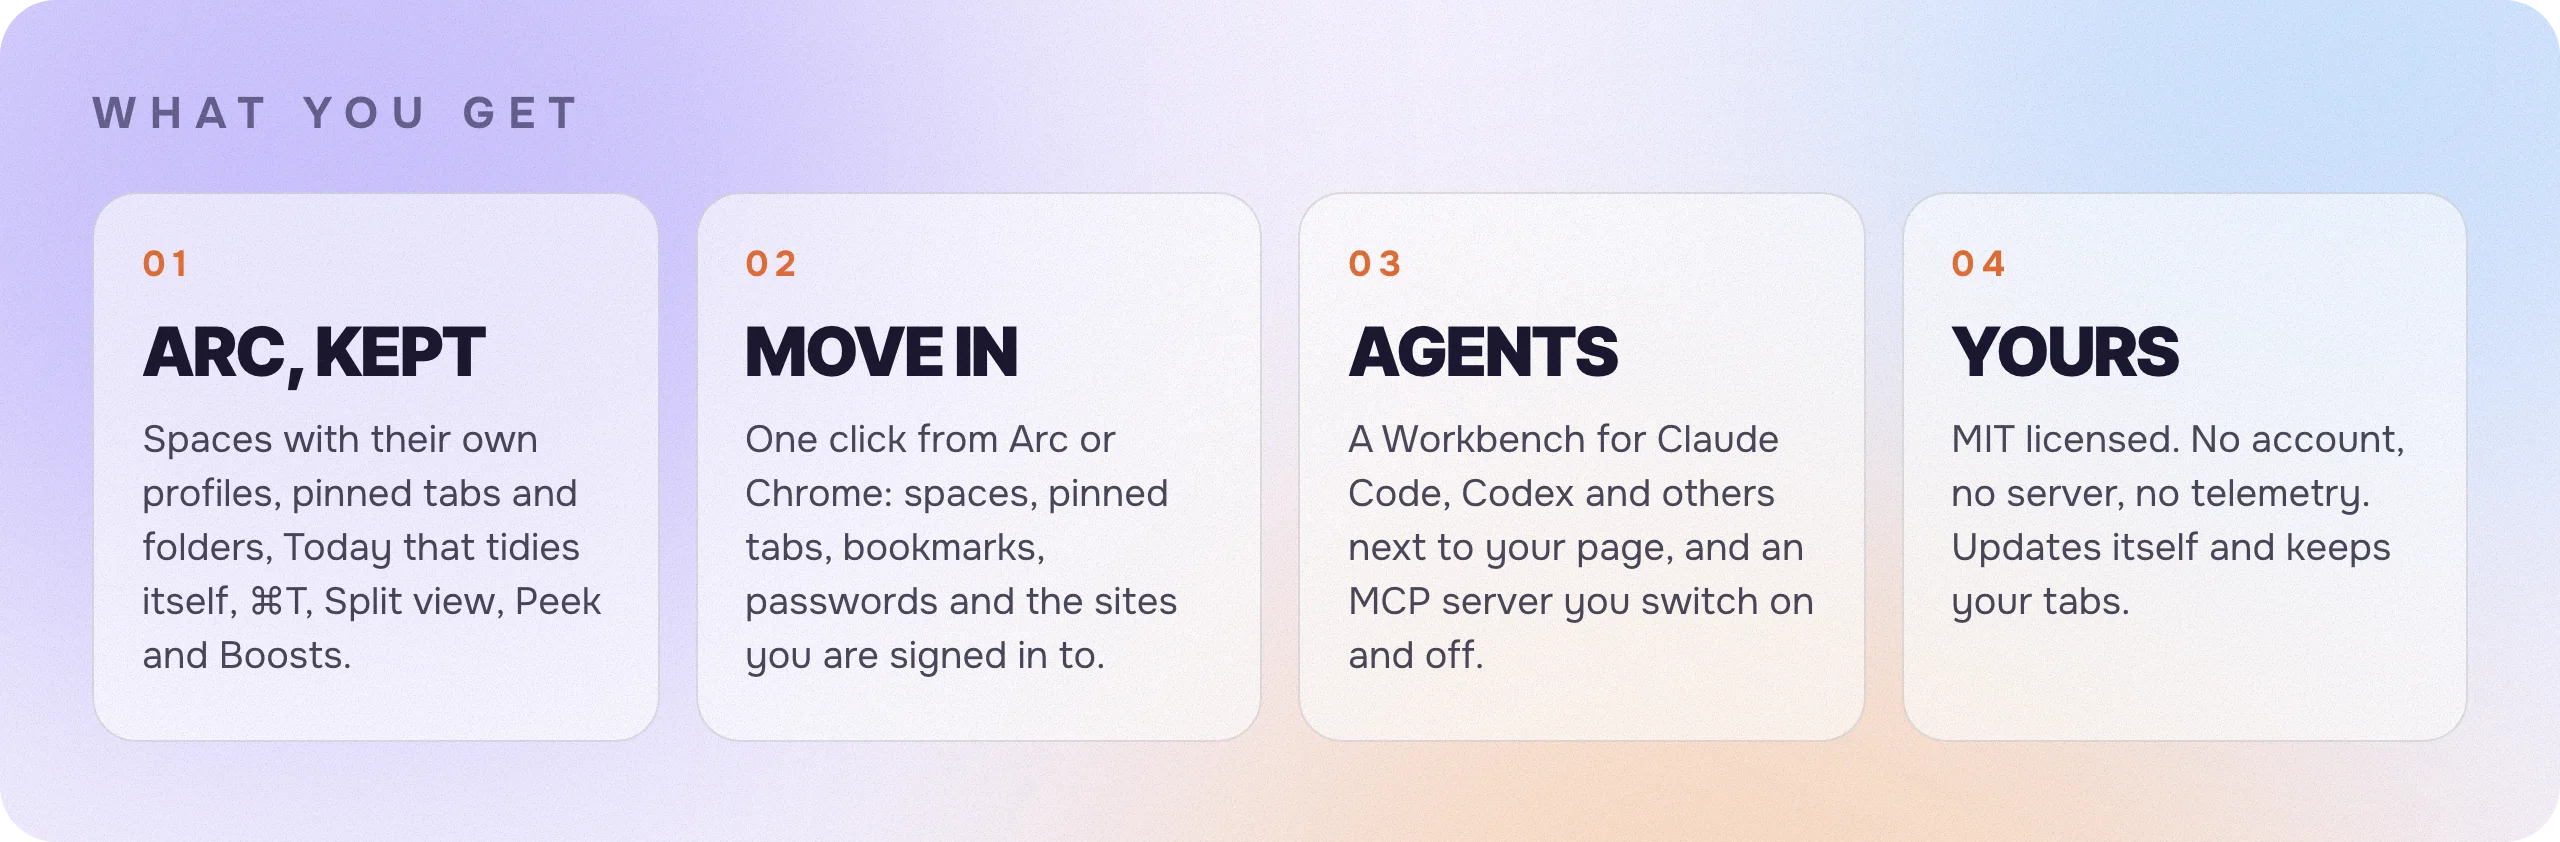 WHAT YOU GET
01
ARC, KEPT
Spaces with their own
profiles, pinned tabs and
folders, Today that tidies
itself, ⌘T, Split view, Peek
and Boosts.
02
MOVE IN
One click from Arc or
Chrome: spaces, pinned
tabs, bookmarks,
passwords and the sites
you are signed in to.
03
AGENTS
A Workbench for Claude
Code, Codex and others
next to your page, and an
MCP server you switch on
and off.
04
YOURS
MIT licensed. No account,
no server, no telemetry.
Updates itself and keeps
your tabs.